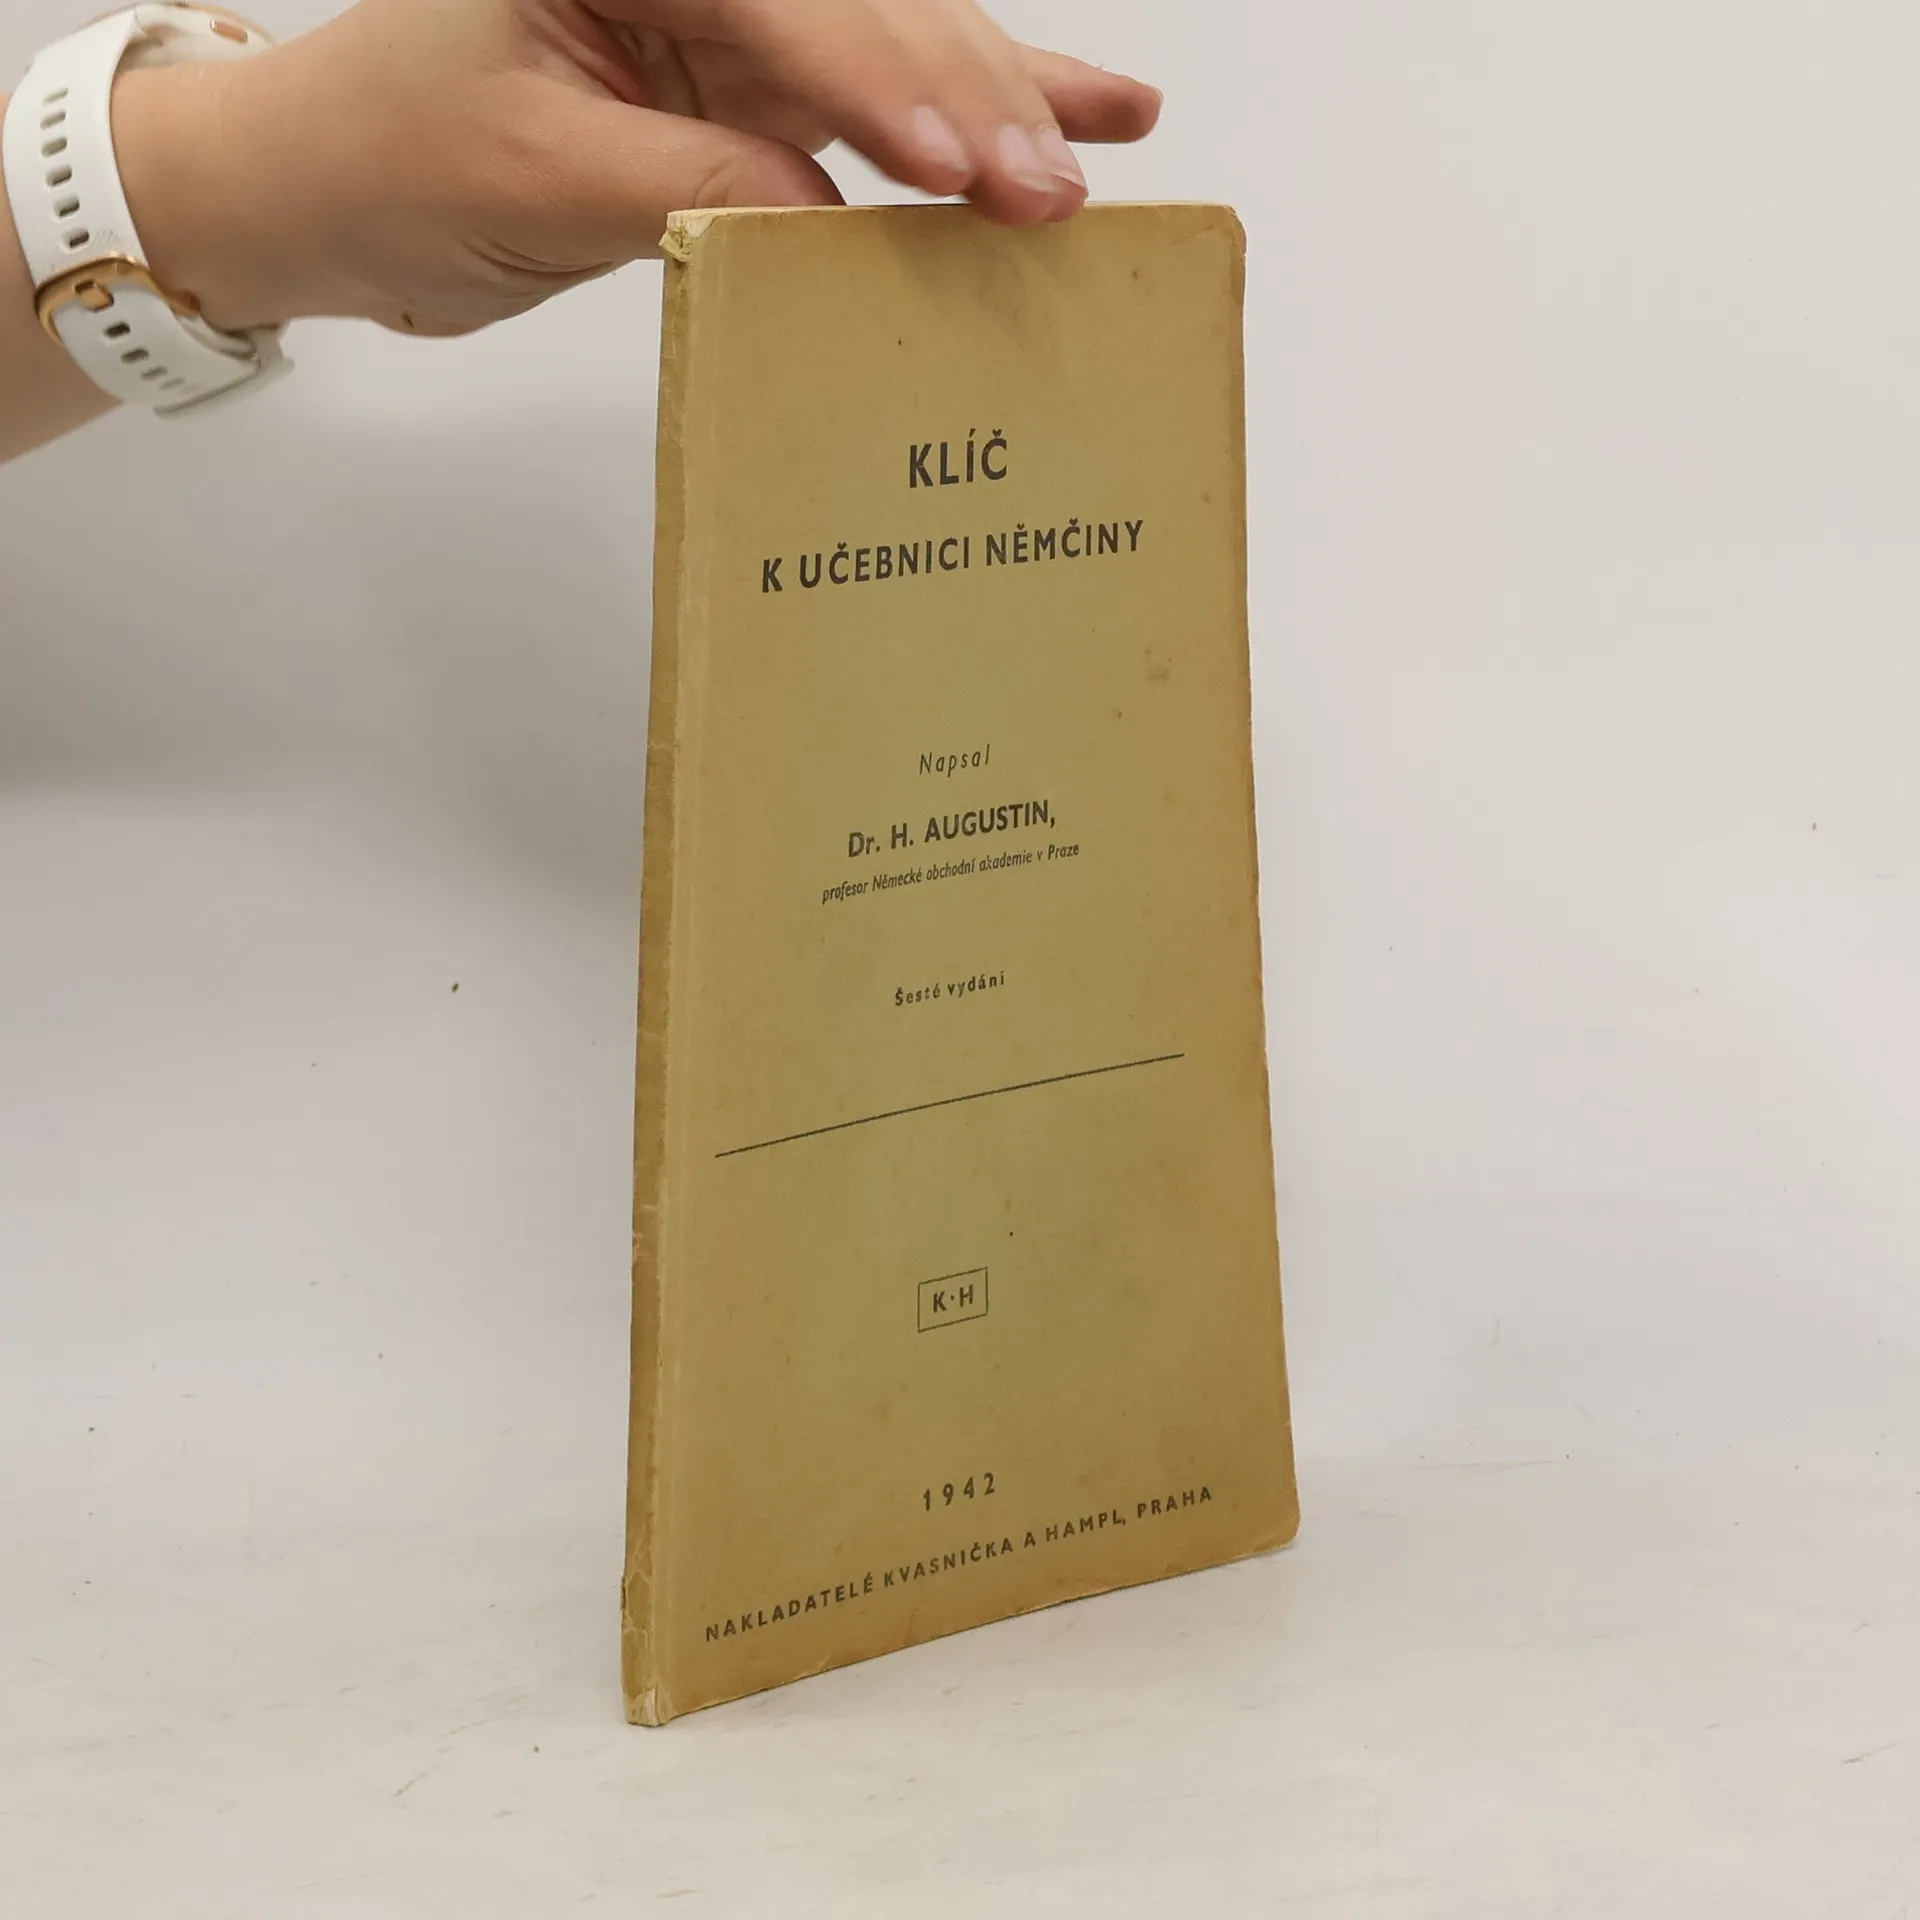 KLÍČ
K UČEBNICI NĚMČINY
Napsal
Dr. H. AUGUSTIN,
profesor Německé obchodní akademie v Praze
Šesté vydání
K·H
1942
NAKLADATELÉ KVASNIČKA A HAMPL, PRAHA